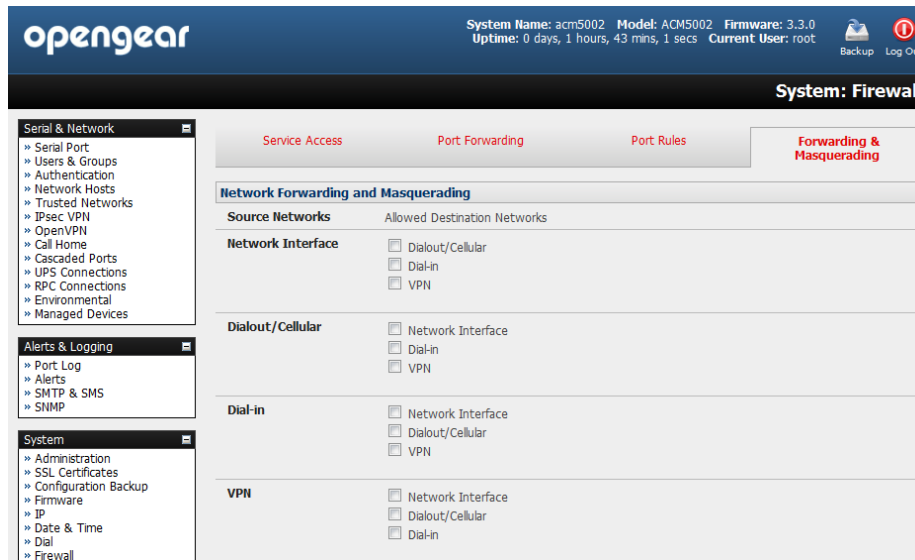 opengear
System Name: acm5002 Model: ACM5002 Firmware: 3.3.0
Uptime: 0 days, 1 hours, 43 mins, 1 secs Current User: root
Backup
Log O
System: Firewal
Serial & Network
» Serial Port
» Users & Groups
» Authentication
» Network Hosts
» Trusted Networks
» IPsec VPN
» OpenVPN
» Call Home
» Cascaded Ports
» UPS Connections
» RPC Connections
» Environmental
» Managed Devices
Alerts & Logging
» Port Log
» Alerts
» SMTP & SMS
» SNMP
System
» Administration
» SSL Certificates
» Configuration Backup
» Firmware
» IP
» Date & Time
» Dial
» Firewall
Service Access
Port Forwarding
Port Rules
Forwarding &
Masquerading
Network Forwarding and Masquerading
Source Networks Allowed Destination Networks
Network Interface Dialout/Cellular
Dial-in
VPN
Dialout/Cellular Network Interface
Dial-in
VPN
Dial-in Network Interface
Dialout/Cellular
VPN
VPN Network Interface
Dialout/Cellular
Dial-in